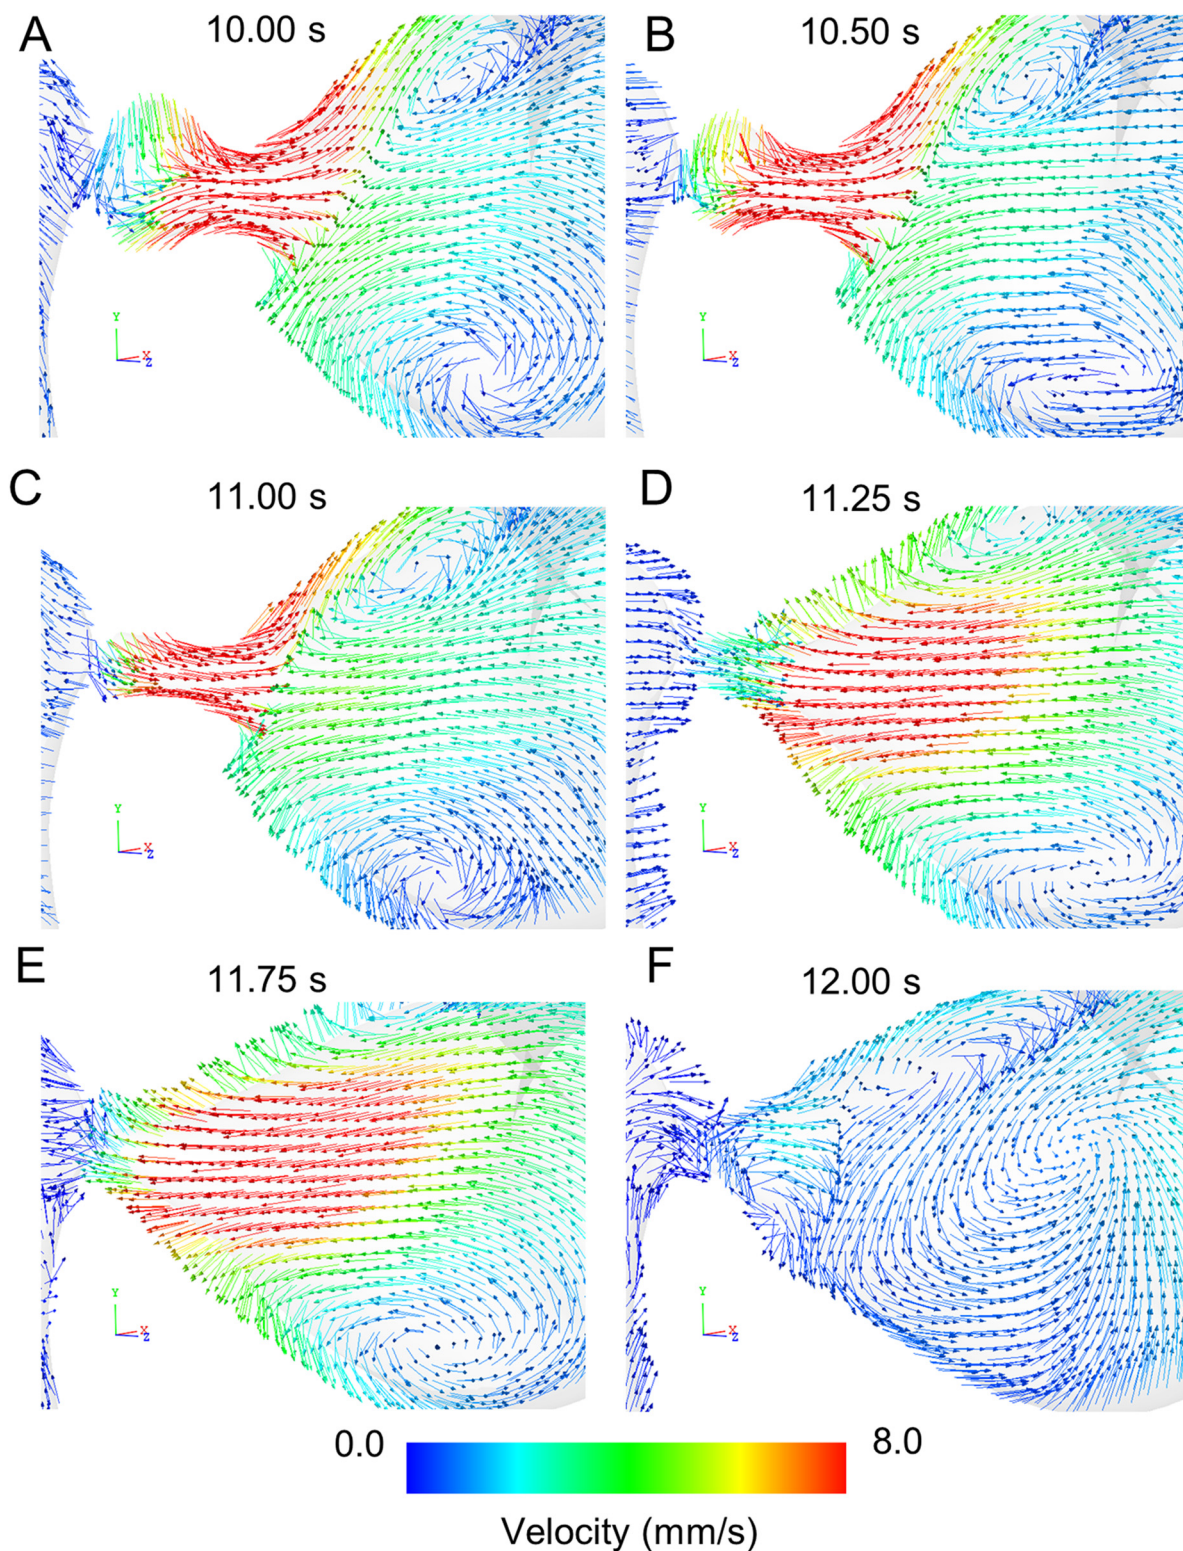 A
10.00 s
B
10.50 s
Y
X
Z
Y
X
Z
C
11.00 s
D
11.25 s
Y
X
Z
Y
X
Z
E
11.75 s
F
12.00 s
Y
X
Z
Y
X
Z
0.0
8.0
Velocity (mm/s)